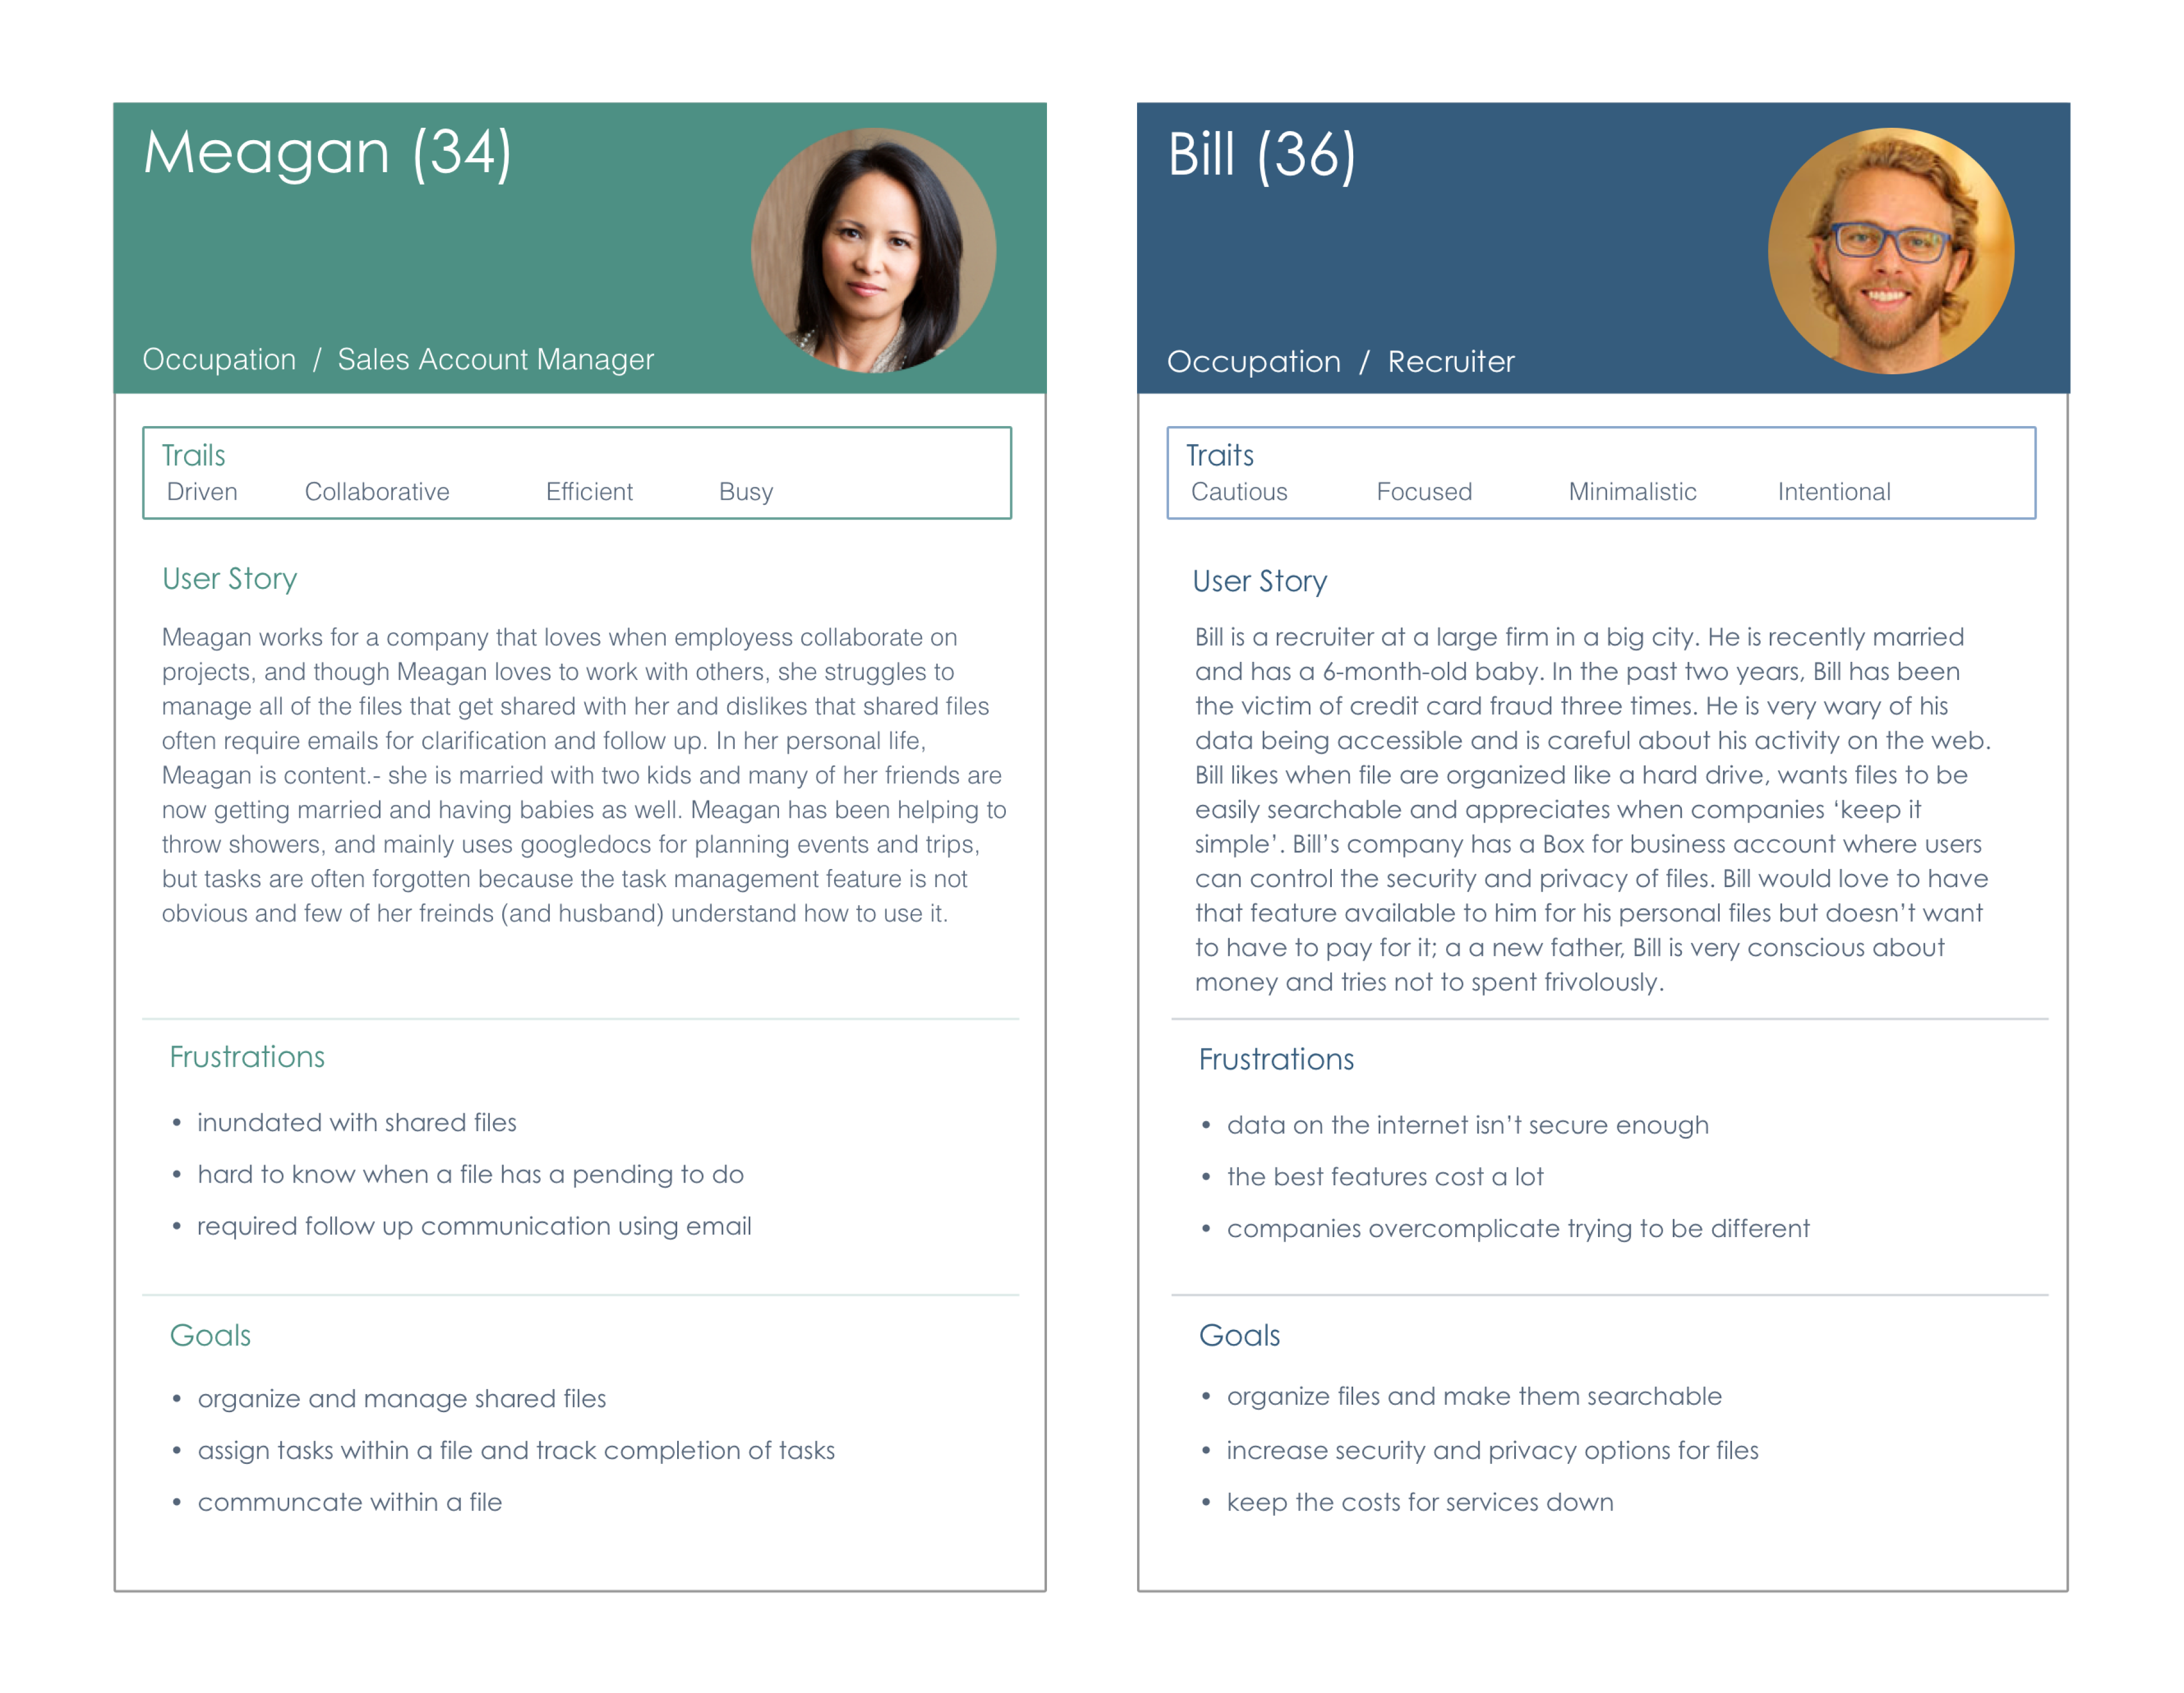 Meagan (34)
Occupation / Sales Account Manager
Trails
Driven Collaborative Efficient Busy
User Story
Meagan works for a company that loves when employess collaborate on
projects, and though Meagan loves to work with others, she struggles to
manage all of the files that get shared with her and dislikes that shared files
often require emails for clarification and follow up. In her personal life,
Meagan is content.- she is married with two kids and many of her friends are
now getting married and having babies as well. Meagan has been helping to
throw showers, and mainly uses googledocs for planning events and trips,
but tasks are often forgotten because the task management feature is not
obvious and few of her freinds (and husband) understand how to use it.
Frustrations
• inundated with shared files
• hard to know when a file has a pending to do
• required follow up communication using email
Goals
• organize and manage shared files
• assign tasks within a file and track completion of tasks
• communcate within a file
Bill (36)
Occupation / Recruiter
Traits
Cautious Focused Minimalistic Intentional
User Story
Bill is a recruiter at a large firm in a big city. He is recently married
and has a 6-month-old baby. In the past two years, Bill has been
the victim of credit card fraud three times. He is very wary of his
data being accessible and is careful about his activity on the web.
Bill likes when file are organized like a hard drive, wants files to be
easily searchable and appreciates when companies ‘keep it
simple’. Bill’s company has a Box for business account where users
can control the security and privacy of files. Bill would love to have
that feature available to him for his personal files but doesn’t want
to have to pay for it; a a new father, Bill is very conscious about
money and tries not to spent frivolously.
Frustrations
• data on the internet isn’t secure enough
• the best features cost a lot
• companies overcomplicate trying to be different
Goals
• organize files and make them searchable
• increase security and privacy options for files
• keep the costs for services down